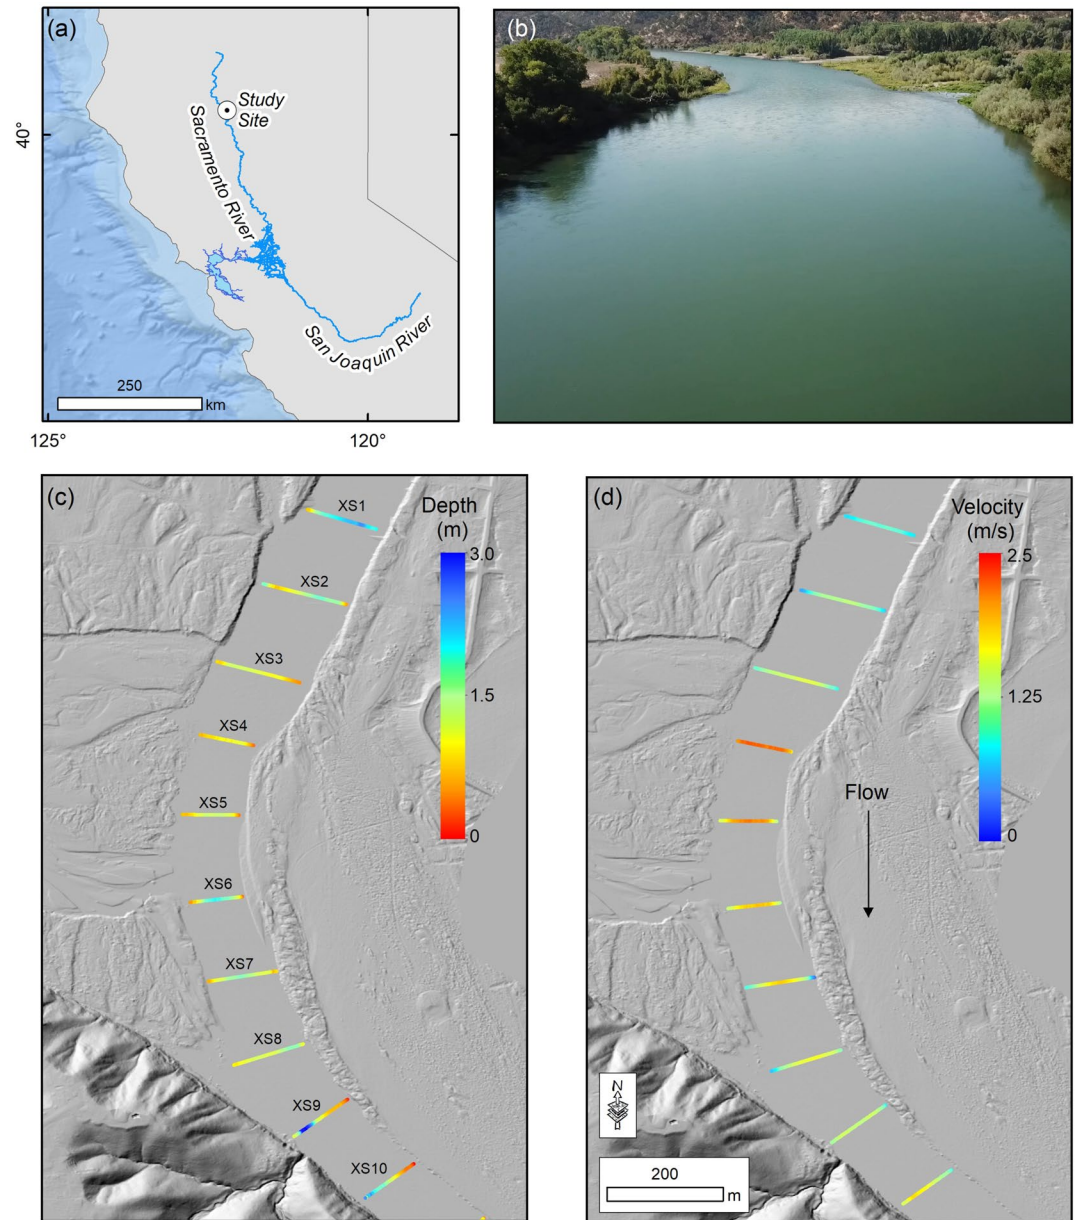 (a)
Study
Site
40°
Sacramento River
San Joaquin River
250
km
125°
120°
(b)
(c)
XS1
Depth
(m)
3.0
XS2
XS3
1.5
XS4
XS5
0
XS6
XS7
XS8
XS9
XS10
(d)
Velocity
(m/s)
2.5
1.25
Flow
0
N
200
m